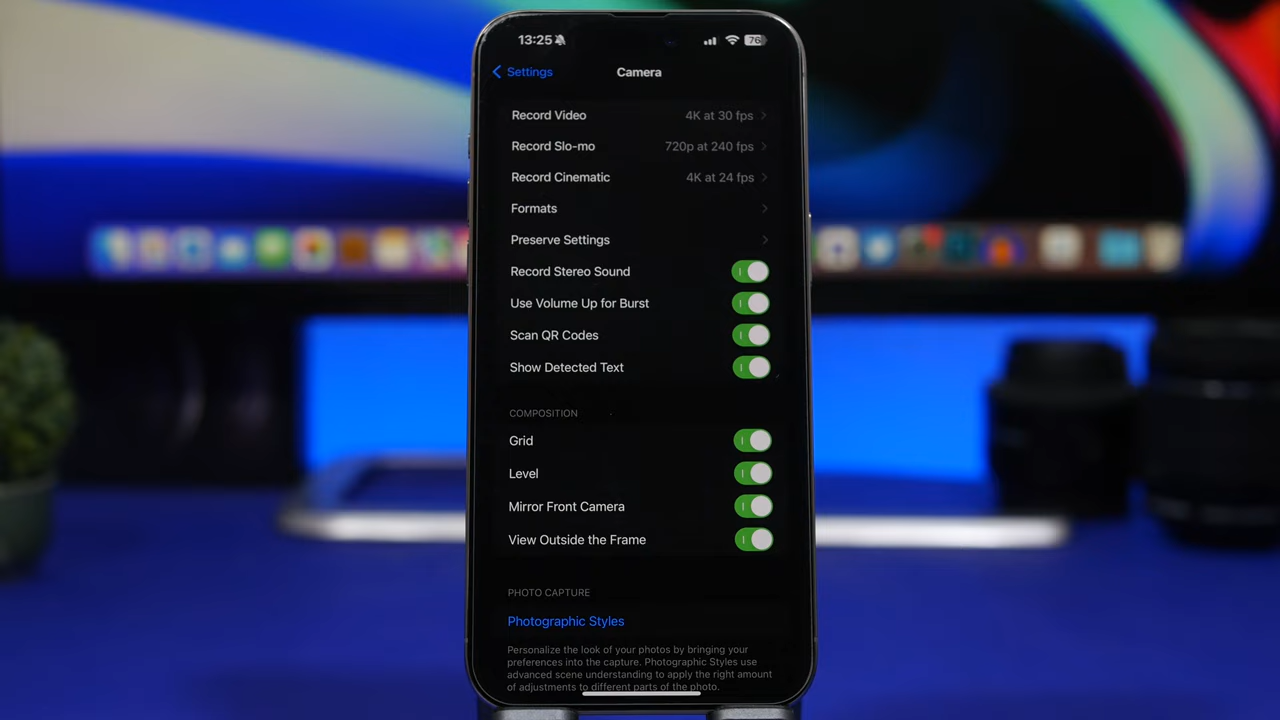 13:25 76
Settings Camera
Record Video 4K at 30 fps
Record Slo-mo 720p at 240 fps
Record Cinematic 4K at 24 fps
Formats
Preserve Settings
Record Stereo Sound
Use Volume Up for Burst
Scan QR Codes
Show Detected Text
COMPOSITION
Grid
Level
Mirror Front Camera
View Outside the Frame
PHOTO CAPTURE
Photographic Styles
Personalize the look of your photos by bringing your
preferences into the capture. Photographic Styles use
advanced scene understanding to apply the right amount
of adjustments to different parts of the photo.